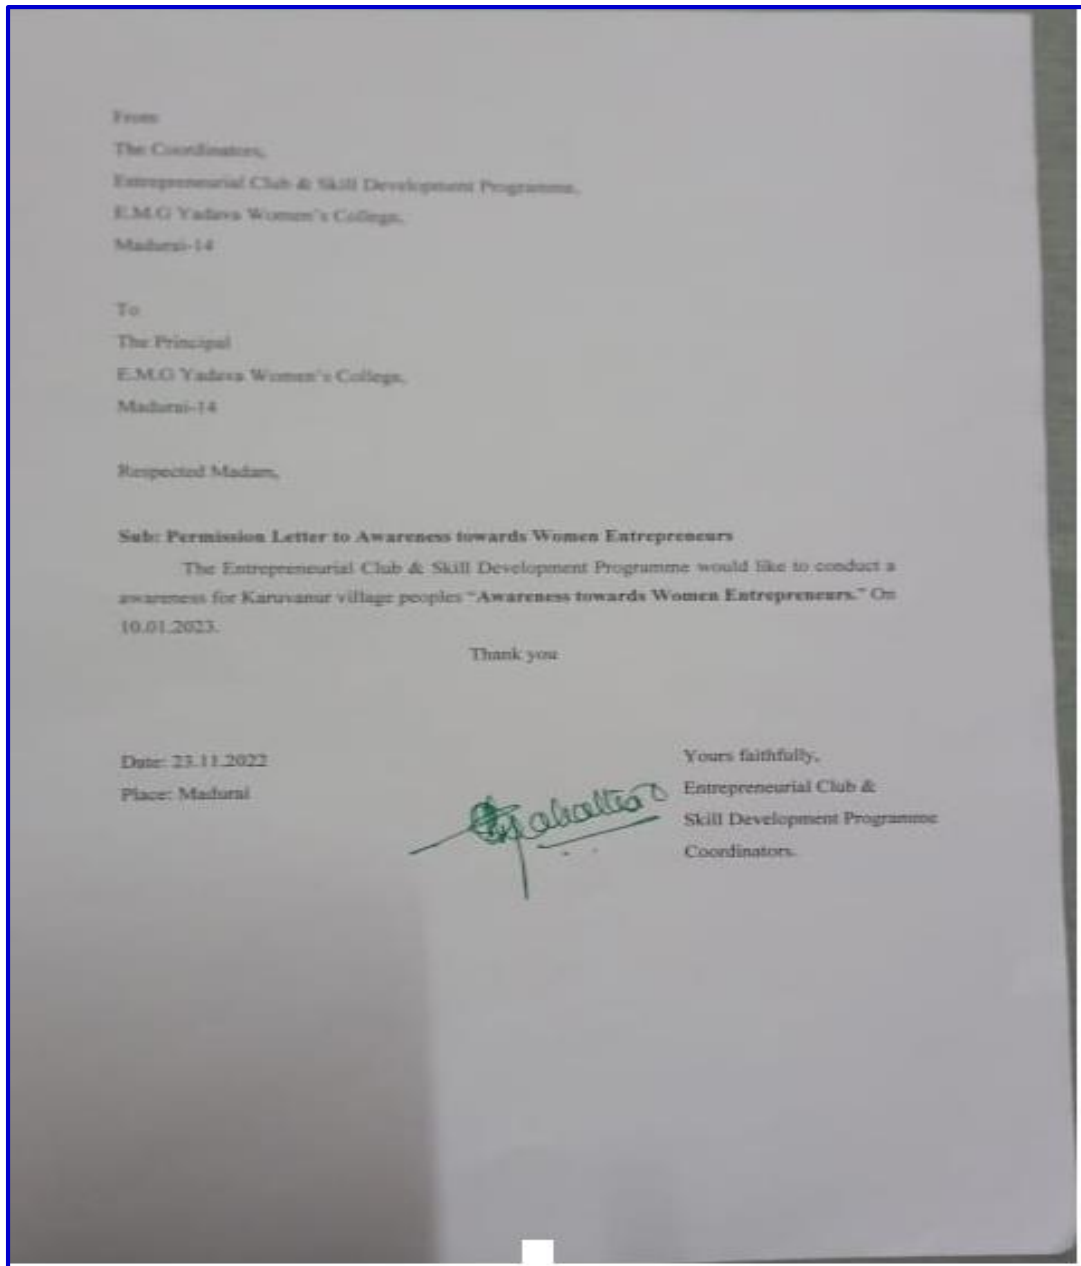 From
The Coordinators,
Entrepreneurial Club & Skill Development Programme,
E.M.G Yadava Women's College,
Madurai-14
To
The Principal
E.M.G Yadava Women's College,
Madurai-14
Respected Madam,
Sub: Permission Letter to Awareness towards Women Entrepreneurs
The Entrepreneurial Club & Skill Development Programme would like to conduct a
awareness for Karuvanur village peoples “Awareness towards Women Entrepreneurs.” On
10.01.2023.
Thank you
Date: 23.11.2022
Place: Madurai
Yours faithfully,
Entrepreneurial Club &
Skill Development Programme
Coordinators.